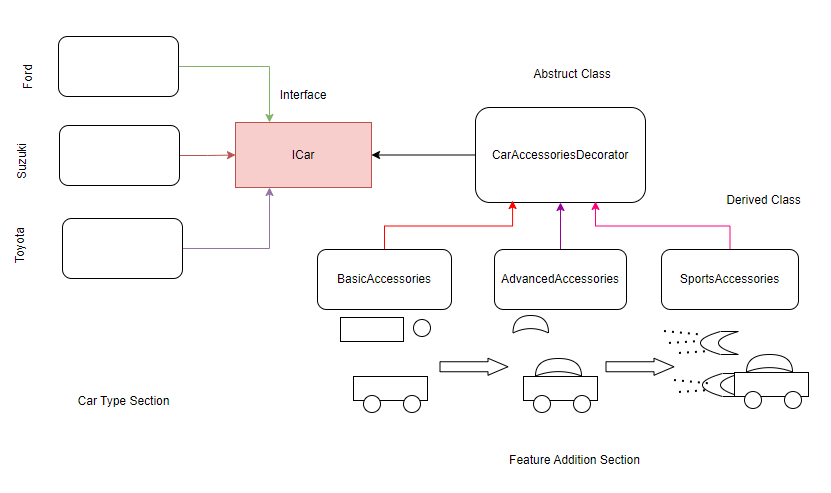 Ford
Suzuki
Toyota
Interface
ICar
Abstruct Class
CarAccessoriesDecorator
Derived Class
BasicAccessories
AdvancedAccessories
SportsAccessories
Car Type Section
Feature Addition Section